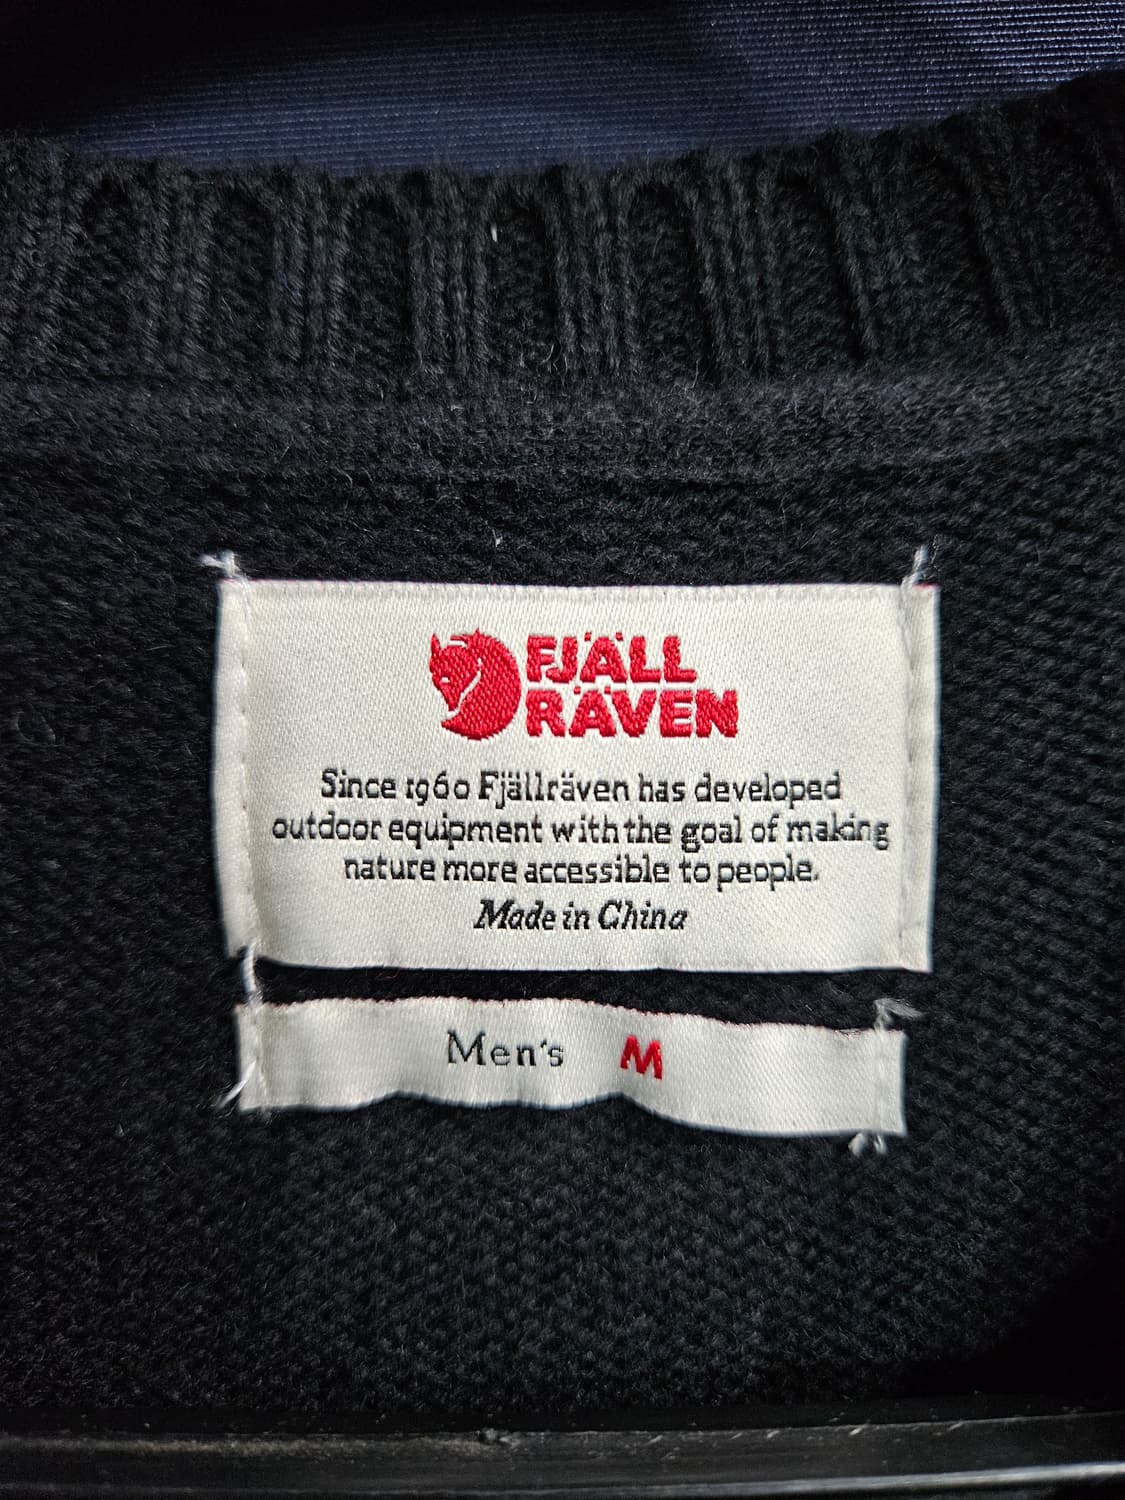 FJÄLL
RÄVEN
Since 1960 Fjällräven has developed
outdoor equipment with the goal of making
nature more accessible to people.
Made in China
Men's M